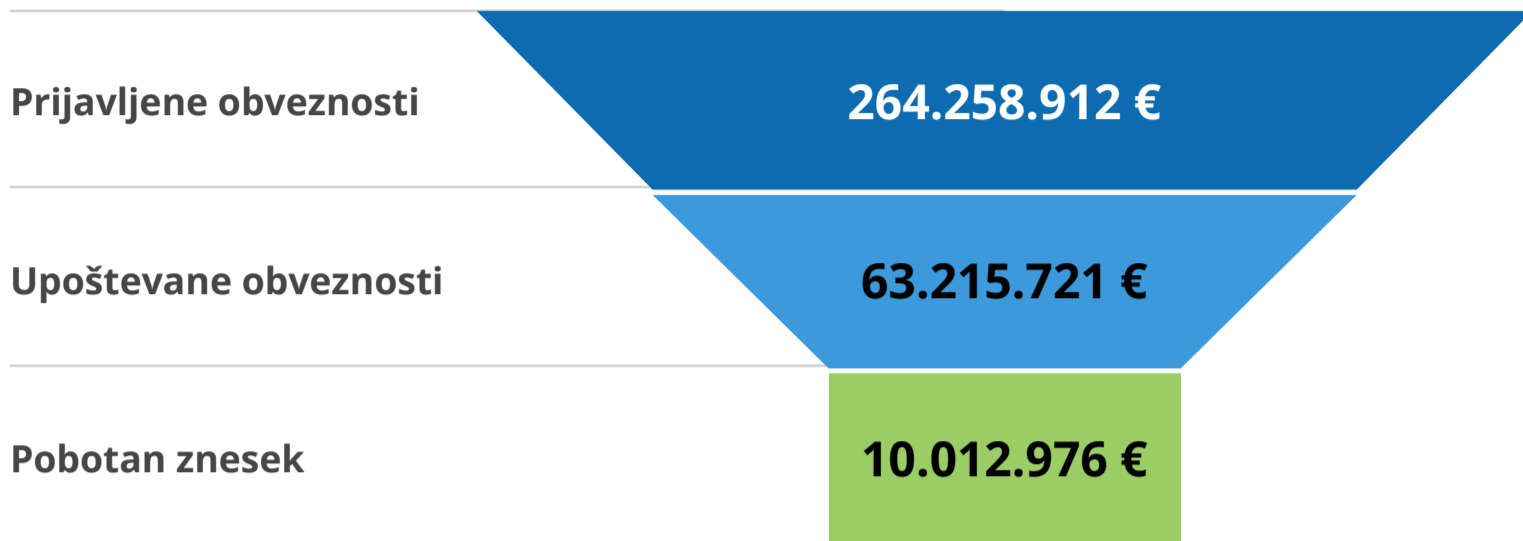 Prijavljene obveznosti
264.258.912 €
Upoštevane obveznosti
63.215.721 €
Pobotan znesek
10.012.976 €